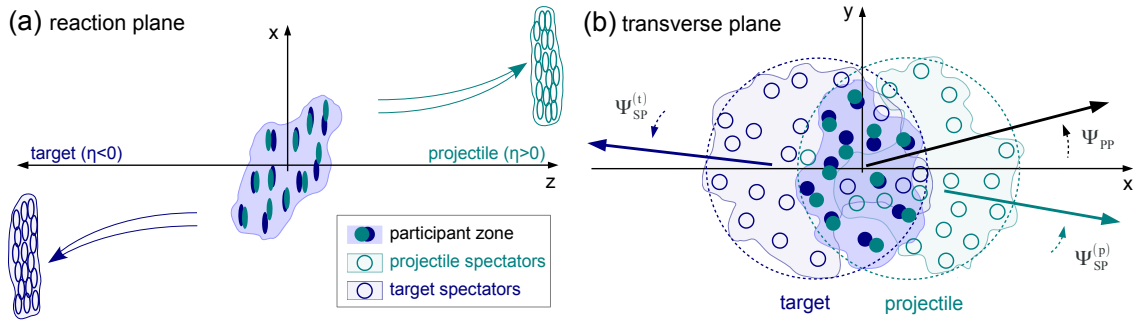 (a) reaction plane
x
target (η<0)
projectile (η>0)
z
participant zone
projectile spectators
target spectators
(b) transverse plane
y
Ψ_SP^(t)
Ψ_PP
x
Ψ_SP^(p)
target
projectile